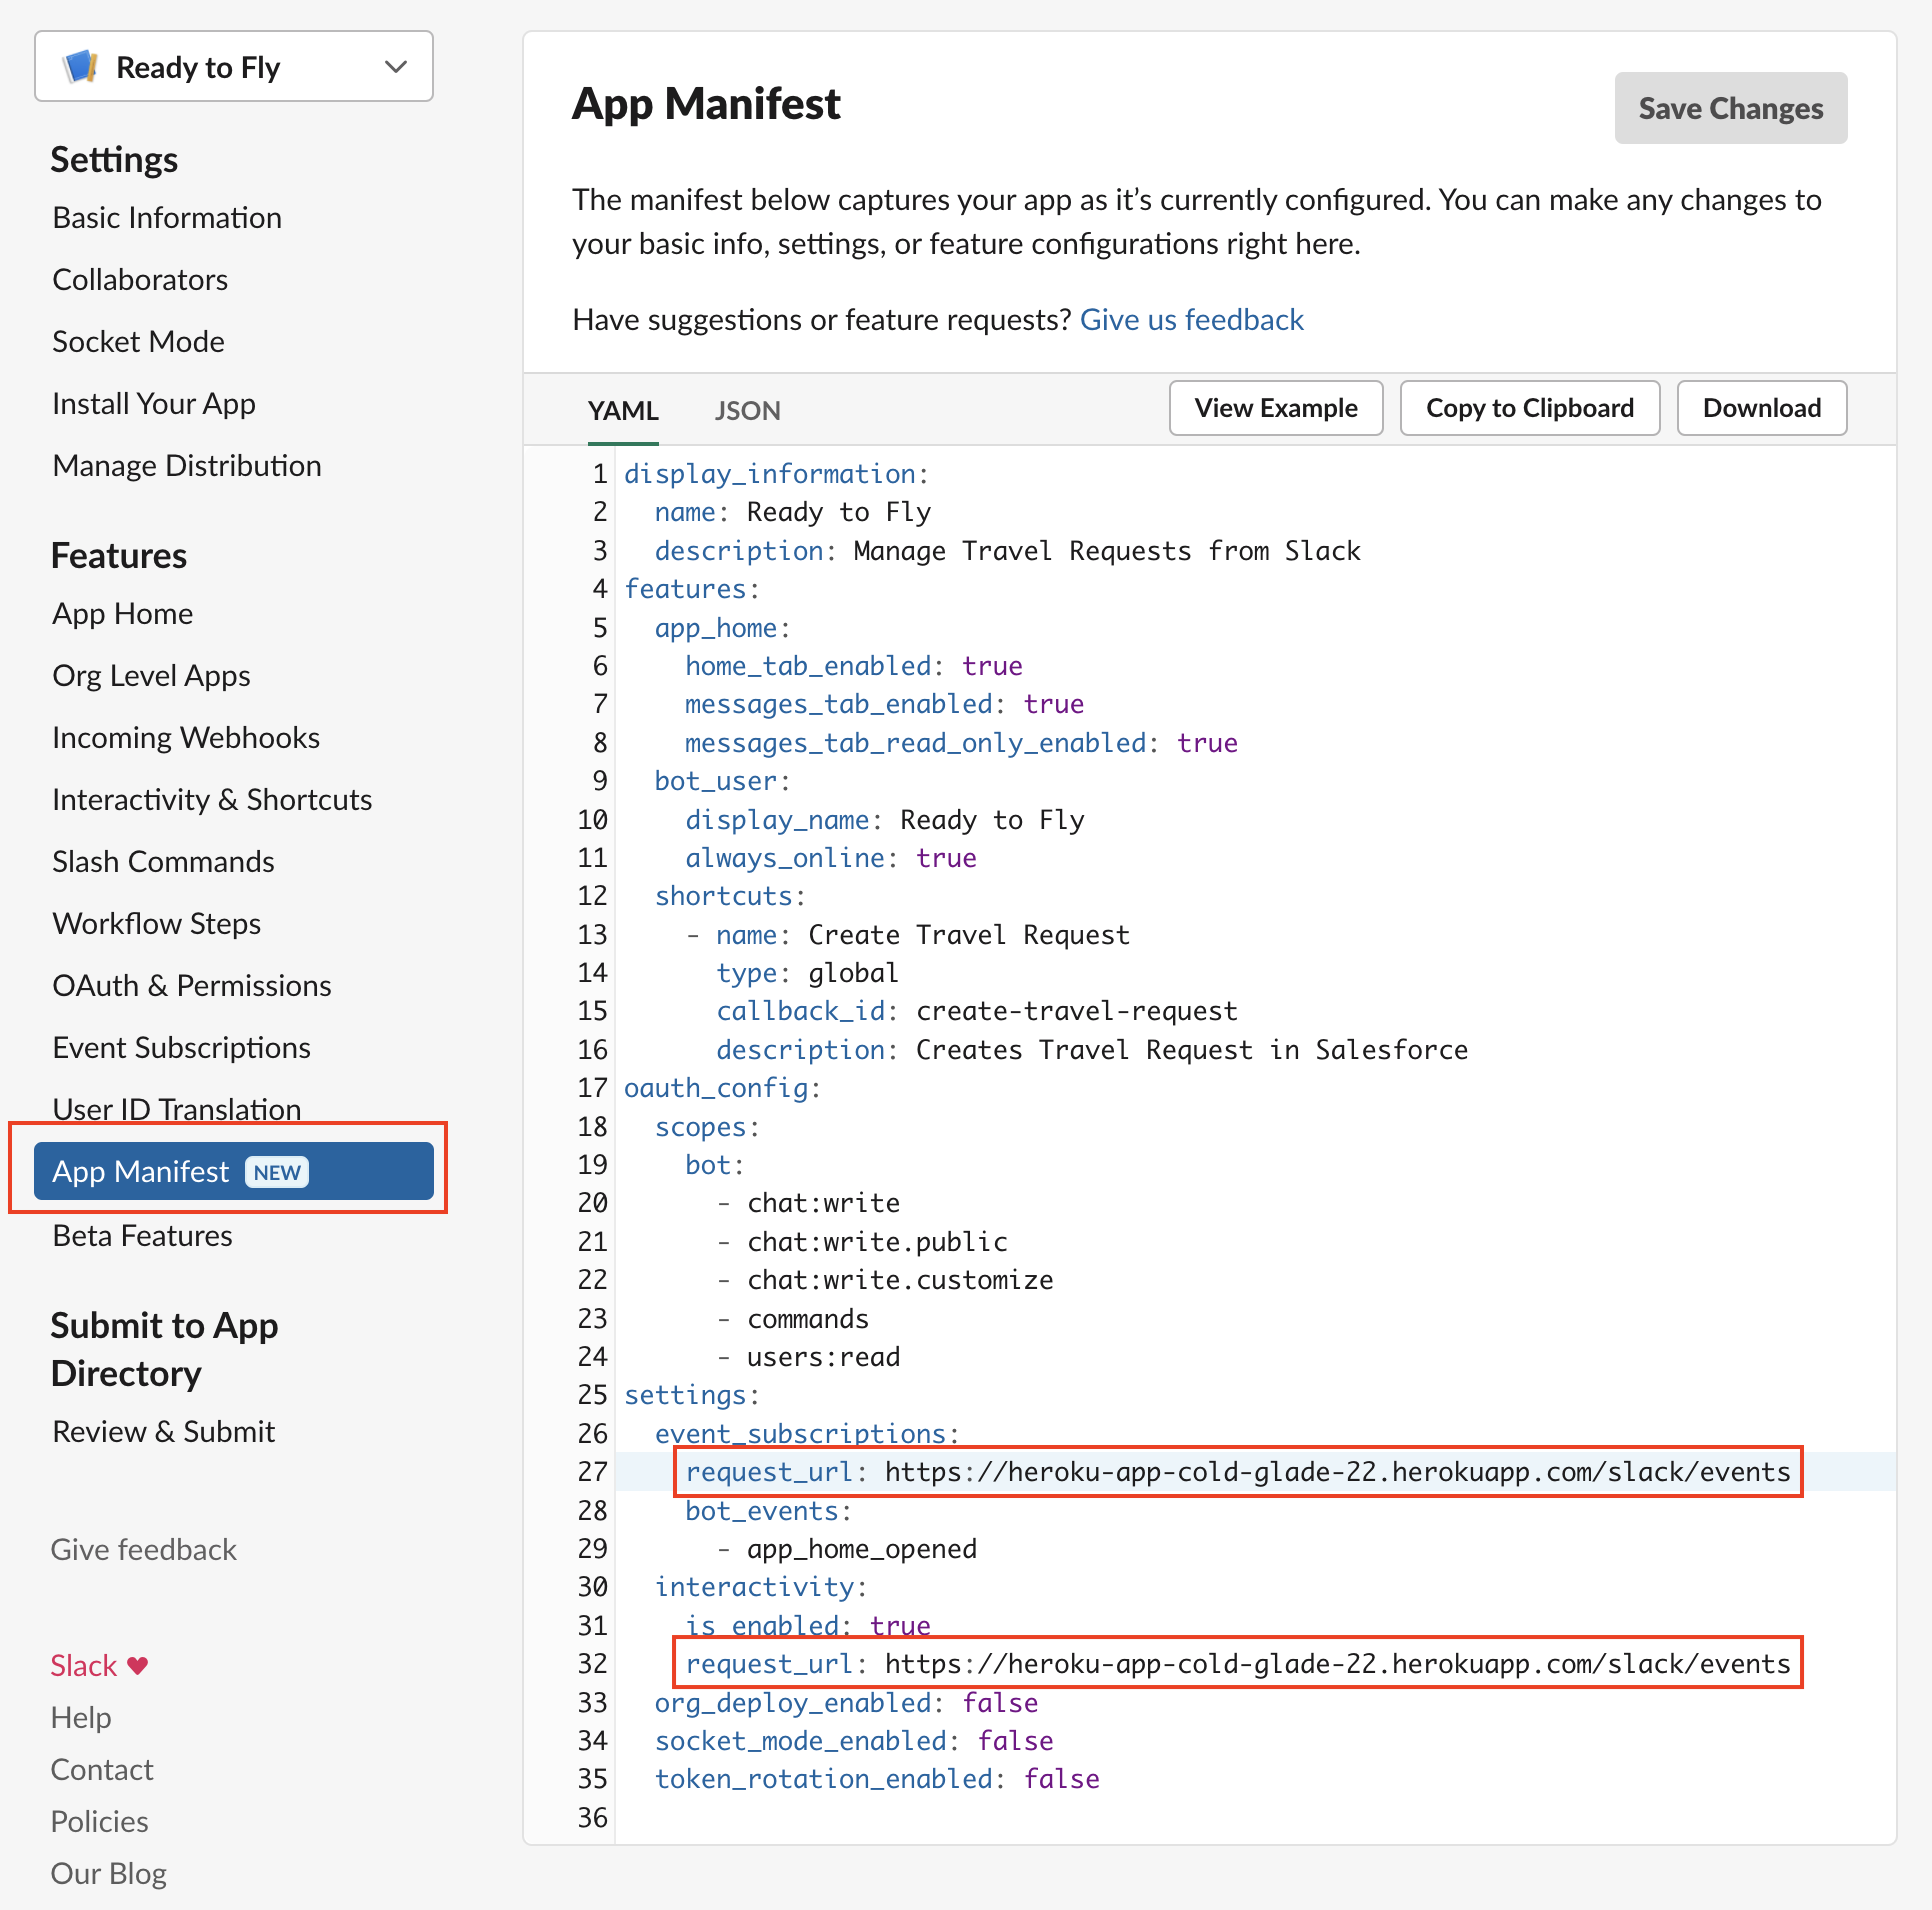 Ready to Fly
Settings
Basic Information
Collaborators
Socket Mode
Install Your App
Manage Distribution
Features
App Home
Org Level Apps
Incoming Webhooks
Interactivity & Shortcuts
Slash Commands
Workflow Steps
OAuth & Permissions
Event Subscriptions
User ID Translation
App Manifest NEW
Beta Features
Submit to App
Directory
Review & Submit
Give feedback
Slack ♥
Help
Contact
Policies
Our Blog
App Manifest
Save Changes
The manifest below captures your app as it’s currently configured. You can make any changes to
your basic info, settings, or feature configurations right here.
Have suggestions or feature requests? Give us feedback
YAML JSON View Example Copy to Clipboard Download
1 display_information:
2   name: Ready to Fly
3   description: Manage Travel Requests from Slack
4 features:
5   app_home:
6     home_tab_enabled: true
7     messages_tab_enabled: true
8     messages_tab_read_only_enabled: true
9   bot_user:
10     display_name: Ready to Fly
11     always_online: true
12   shortcuts:
13     - name: Create Travel Request
14       type: global
15       callback_id: create-travel-request
16       description: Creates Travel Request in Salesforce
17 oauth_config:
18   scopes:
19     bot:
20       - chat:write
21       - chat:write.public
22       - chat:write.customize
23       - commands
24       - users:read
25 settings:
26   event_subscriptions:
27     request_url: https://heroku-app-cold-glade-22.herokuapp.com/slack/events
28     bot_events:
29       - app_home_opened
30   interactivity:
31     is_enabled: true
32     request_url: https://heroku-app-cold-glade-22.herokuapp.com/slack/events
33   org_deploy_enabled: false
34   socket_mode_enabled: false
35   token_rotation_enabled: false
36